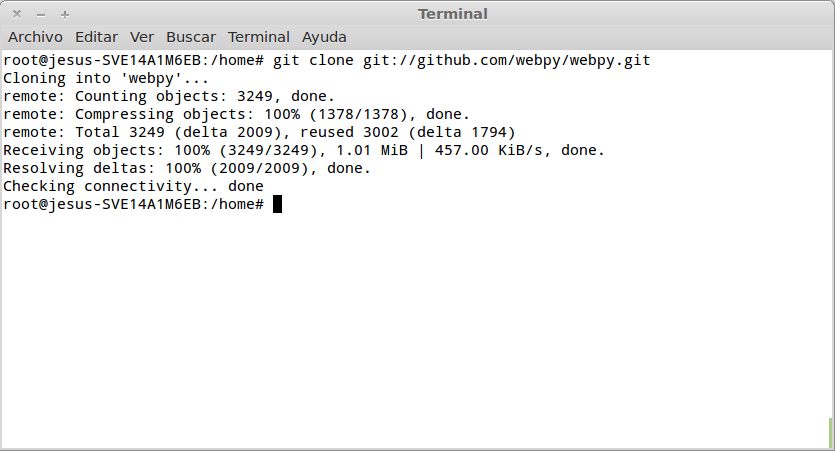 Terminal
Archivo Editar Ver Buscar Terminal Ayuda
root@jesus-SVE14A1M6EB:/home# git clone git://github.com/webpy/webpy.git
Cloning into 'webpy'...
remote: Counting objects: 3249, done.
remote: Compressing objects: 100% (1378/1378), done.
remote: Total 3249 (delta 2009), reused 3002 (delta 1794)
Receiving objects: 100% (3249/3249), 1.01 MiB | 457.00 KiB/s, done.
Resolving deltas: 100% (2009/2009), done.
Checking connectivity... done
root@jesus-SVE14A1M6EB:/home#